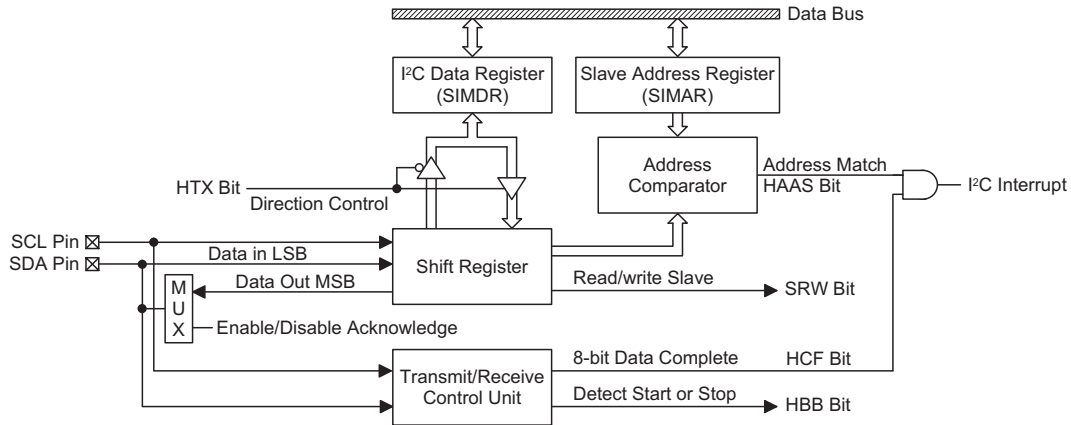 Data Bus
I²C Data Register
(SIMDR)
Slave Address Register
(SIMAR)
HTX Bit
Direction Control
Address
Comparator
Address Match
HAAS Bit
I²C Interrupt
SCL Pin
SDA Pin
Data in LSB
Shift Register
M
U
X
Data Out MSB
Read/write Slave
SRW Bit
Enable/Disable Acknowledge
Transmit/Receive
Control Unit
8-bit Data Complete
HCF Bit
Detect Start or Stop
HBB Bit